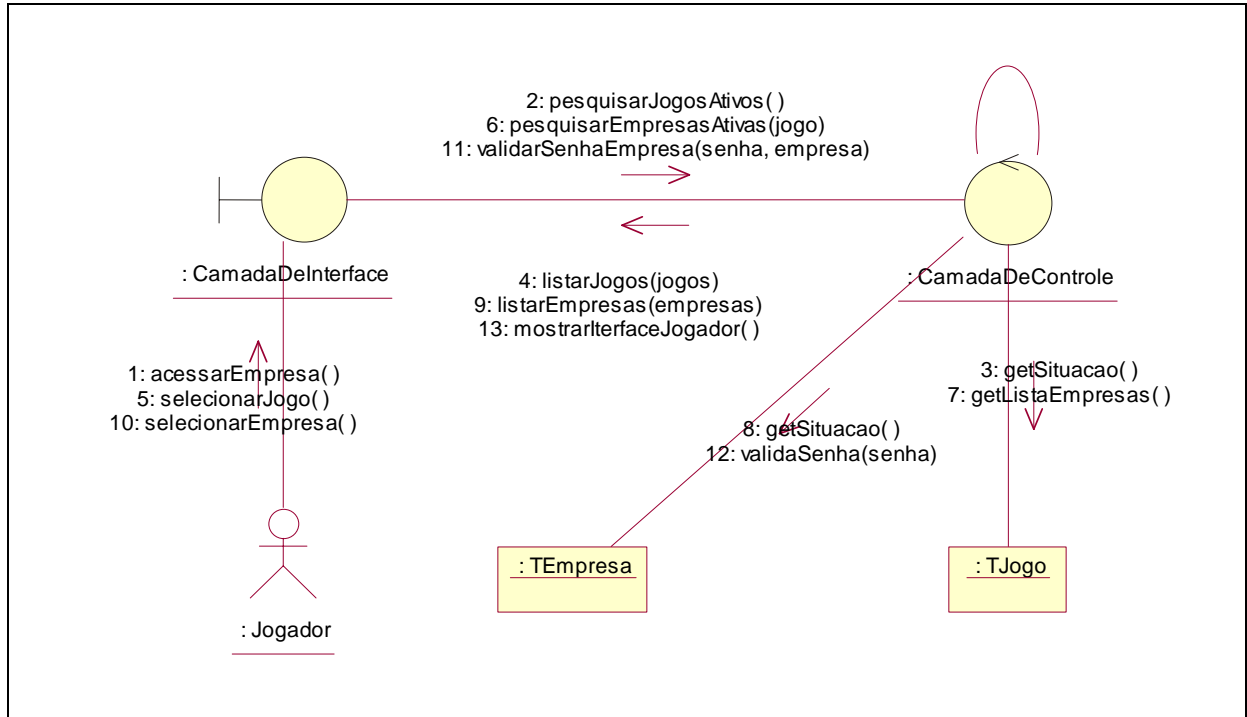 2: pesquisarJogosAtivos( )
6: pesquisarEmpresasAtivas(jogo)
11: validarSenhaEmpresa(senha, empresa)
: CamadaDeInterface
: CamadaDeControle
4: listarJogos(jogos)
9: listarEmpresas(empresas)
13: mostrarIterfaceJogador( )
1: acessarEmpresa( )
5: selecionarJogo( )
10: selecionarEmpresa( )
3: getSituacao( )
7: getListaEmpresas( )
8: getSituacao( )
12: validaSenha(senha)
: TEmpresa
: TJogo
: Jogador